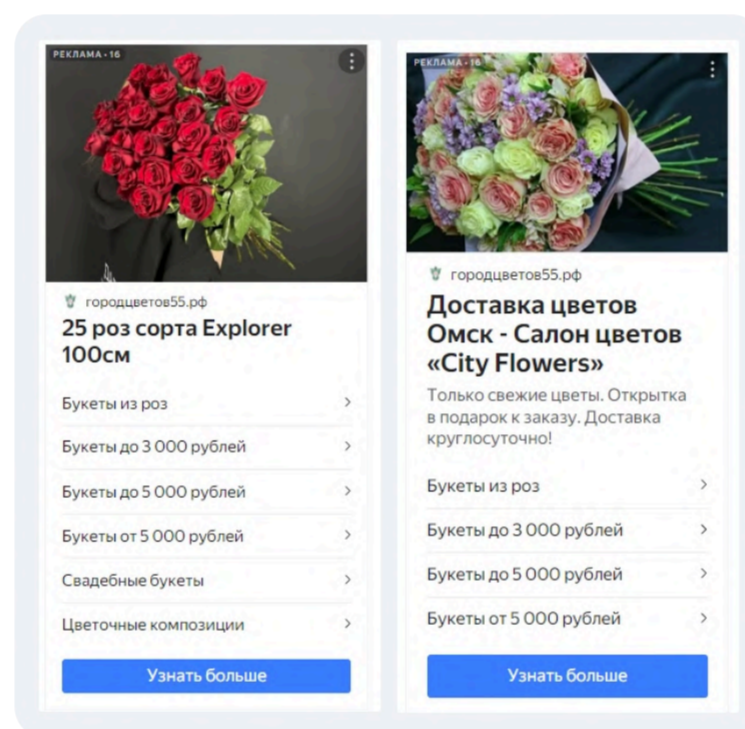 РЕКЛАМА • 16
городцветов55.рф
25 роз сорта Explorer
100см
Букеты из роз
Букеты до 3 000 рублей
Букеты до 5 000 рублей
Букеты от 5 000 рублей
Свадебные букеты
Цветочные композиции
Узнать больше
РЕКЛАМА • 16
городцветов55.рф
Доставка цветов
Омск - Салон цветов
«City Flowers»
Только свежие цветы. Открытка
в подарок к заказу. Доставка
круглосуточно!
Букеты из роз
Букеты до 3 000 рублей
Букеты до 5 000 рублей
Букеты от 5 000 рублей
Узнать больше